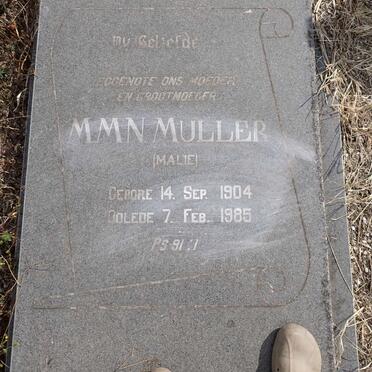 My Geliefde
EGGENOTE ONS MOEDER
EN GROOTMOEDER
M.M.N. MULLER
(MALIE)
GEBORE 14. SEP. 1904
OOLEDE 7. FEB. 1985
PS 91:1